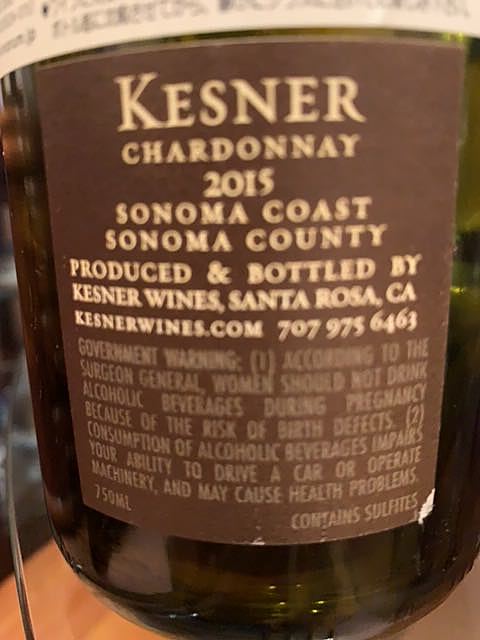 KESNER
CHARDONNAY
2015
SONOMA COAST
SONOMA COUNTY
PRODUCED & BOTTLED BY
KESNER WINES, SANTA ROSA, CA
KESNERWINES.COM 707 975 6463
GOVERNMENT WARNING: (1) ACCORDING TO THE
SURGEON GENERAL, WOMEN SHOULD NOT DRINK
ALCOHOLIC BEVERAGES DURING PREGNANCY
BECAUSE OF THE RISK OF BIRTH DEFECTS. (2)
CONSUMPTION OF ALCOHOLIC BEVERAGES IMPAIRS
YOUR ABILITY TO DRIVE A CAR OR OPERATE
MACHINERY, AND MAY CAUSE HEALTH PROBLEMS.
750ML
CONTAINS SULFITES